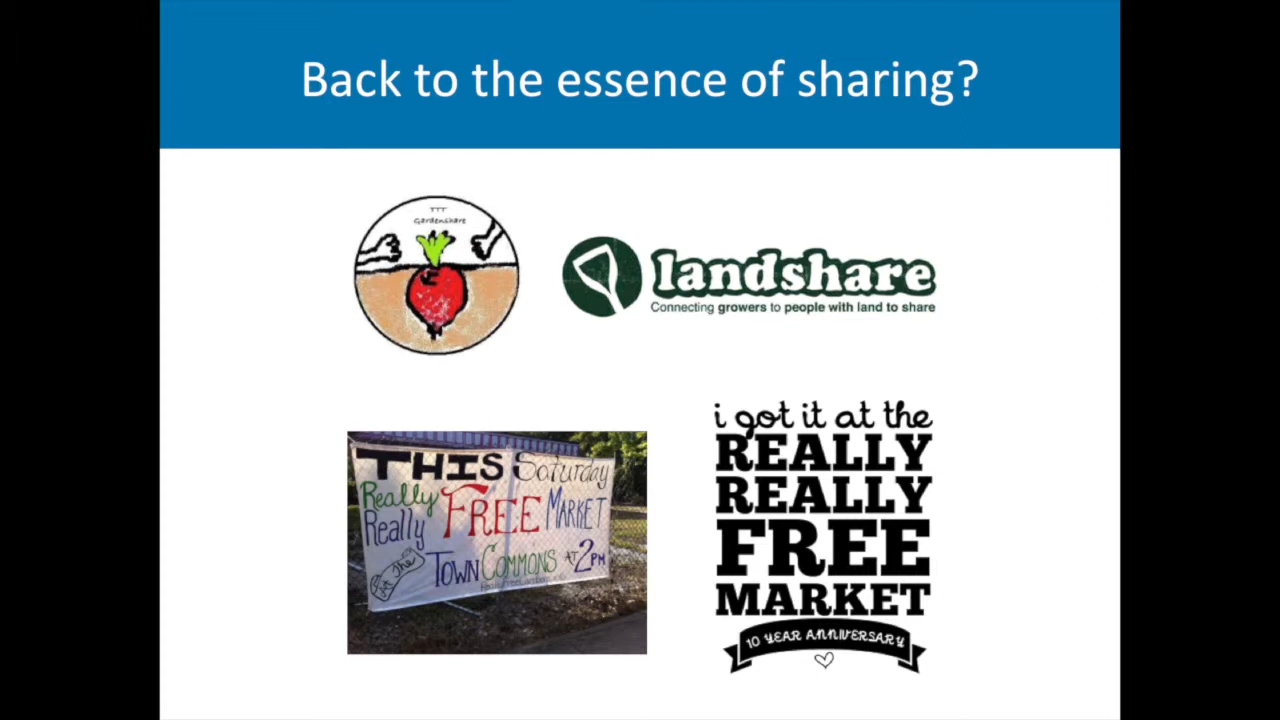 Back to the essence of sharing?
TTT
Gardenshare
landshare
Connecting growers to people with land to share
THIS Saturday
Really Really FREE MARKET
At The TOWN COMMONS AT 2PM
i got it at the
REALLY
REALLY
FREE
MARKET
10 YEAR ANNIVERSARY